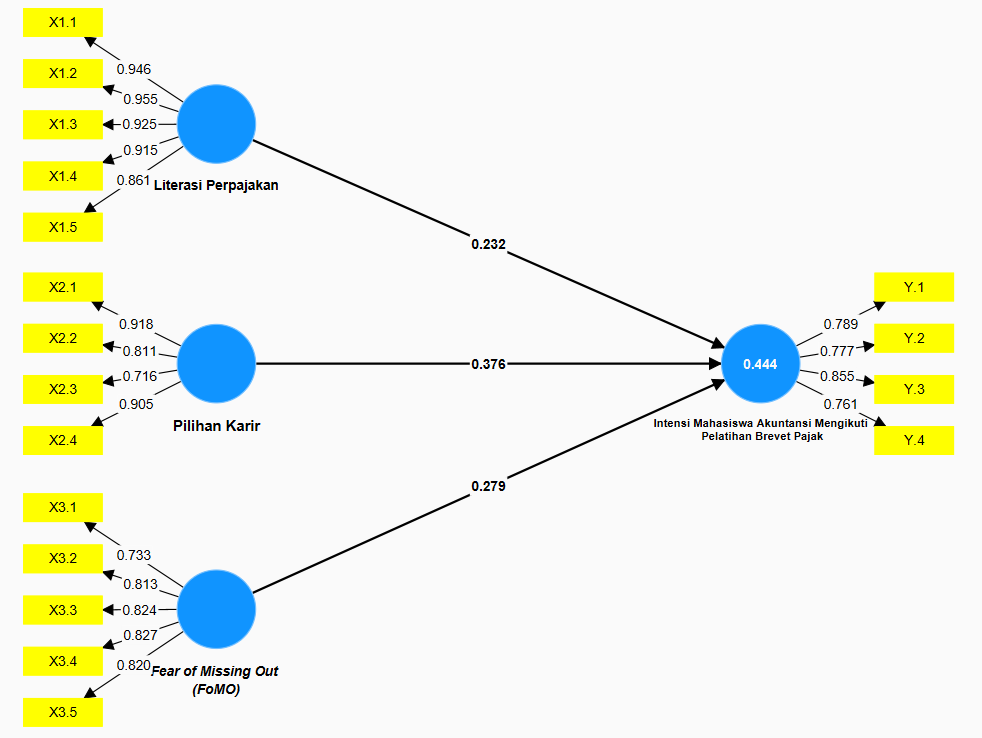 X1.1
0.946
X1.2
0.955
X1.3
0.925
X1.4
0.915
X1.5
0.861
Literasi Perpajakan
0.232
X2.1
0.918
X2.2
0.811
X2.3
0.716
X2.4
0.905
Pilihan Karir
0.376
X3.1
0.733
X3.2
0.813
X3.3
0.824
X3.4
0.827
X3.5
0.820
Fear of Missing Out
(FoMO)
0.279
0.444
Intensi Mahasiswa Akuntansi Mengikuti
Pelatihan Brevet Pajak
Y.1
0.789
Y.2
0.777
Y.3
0.855
Y.4
0.761